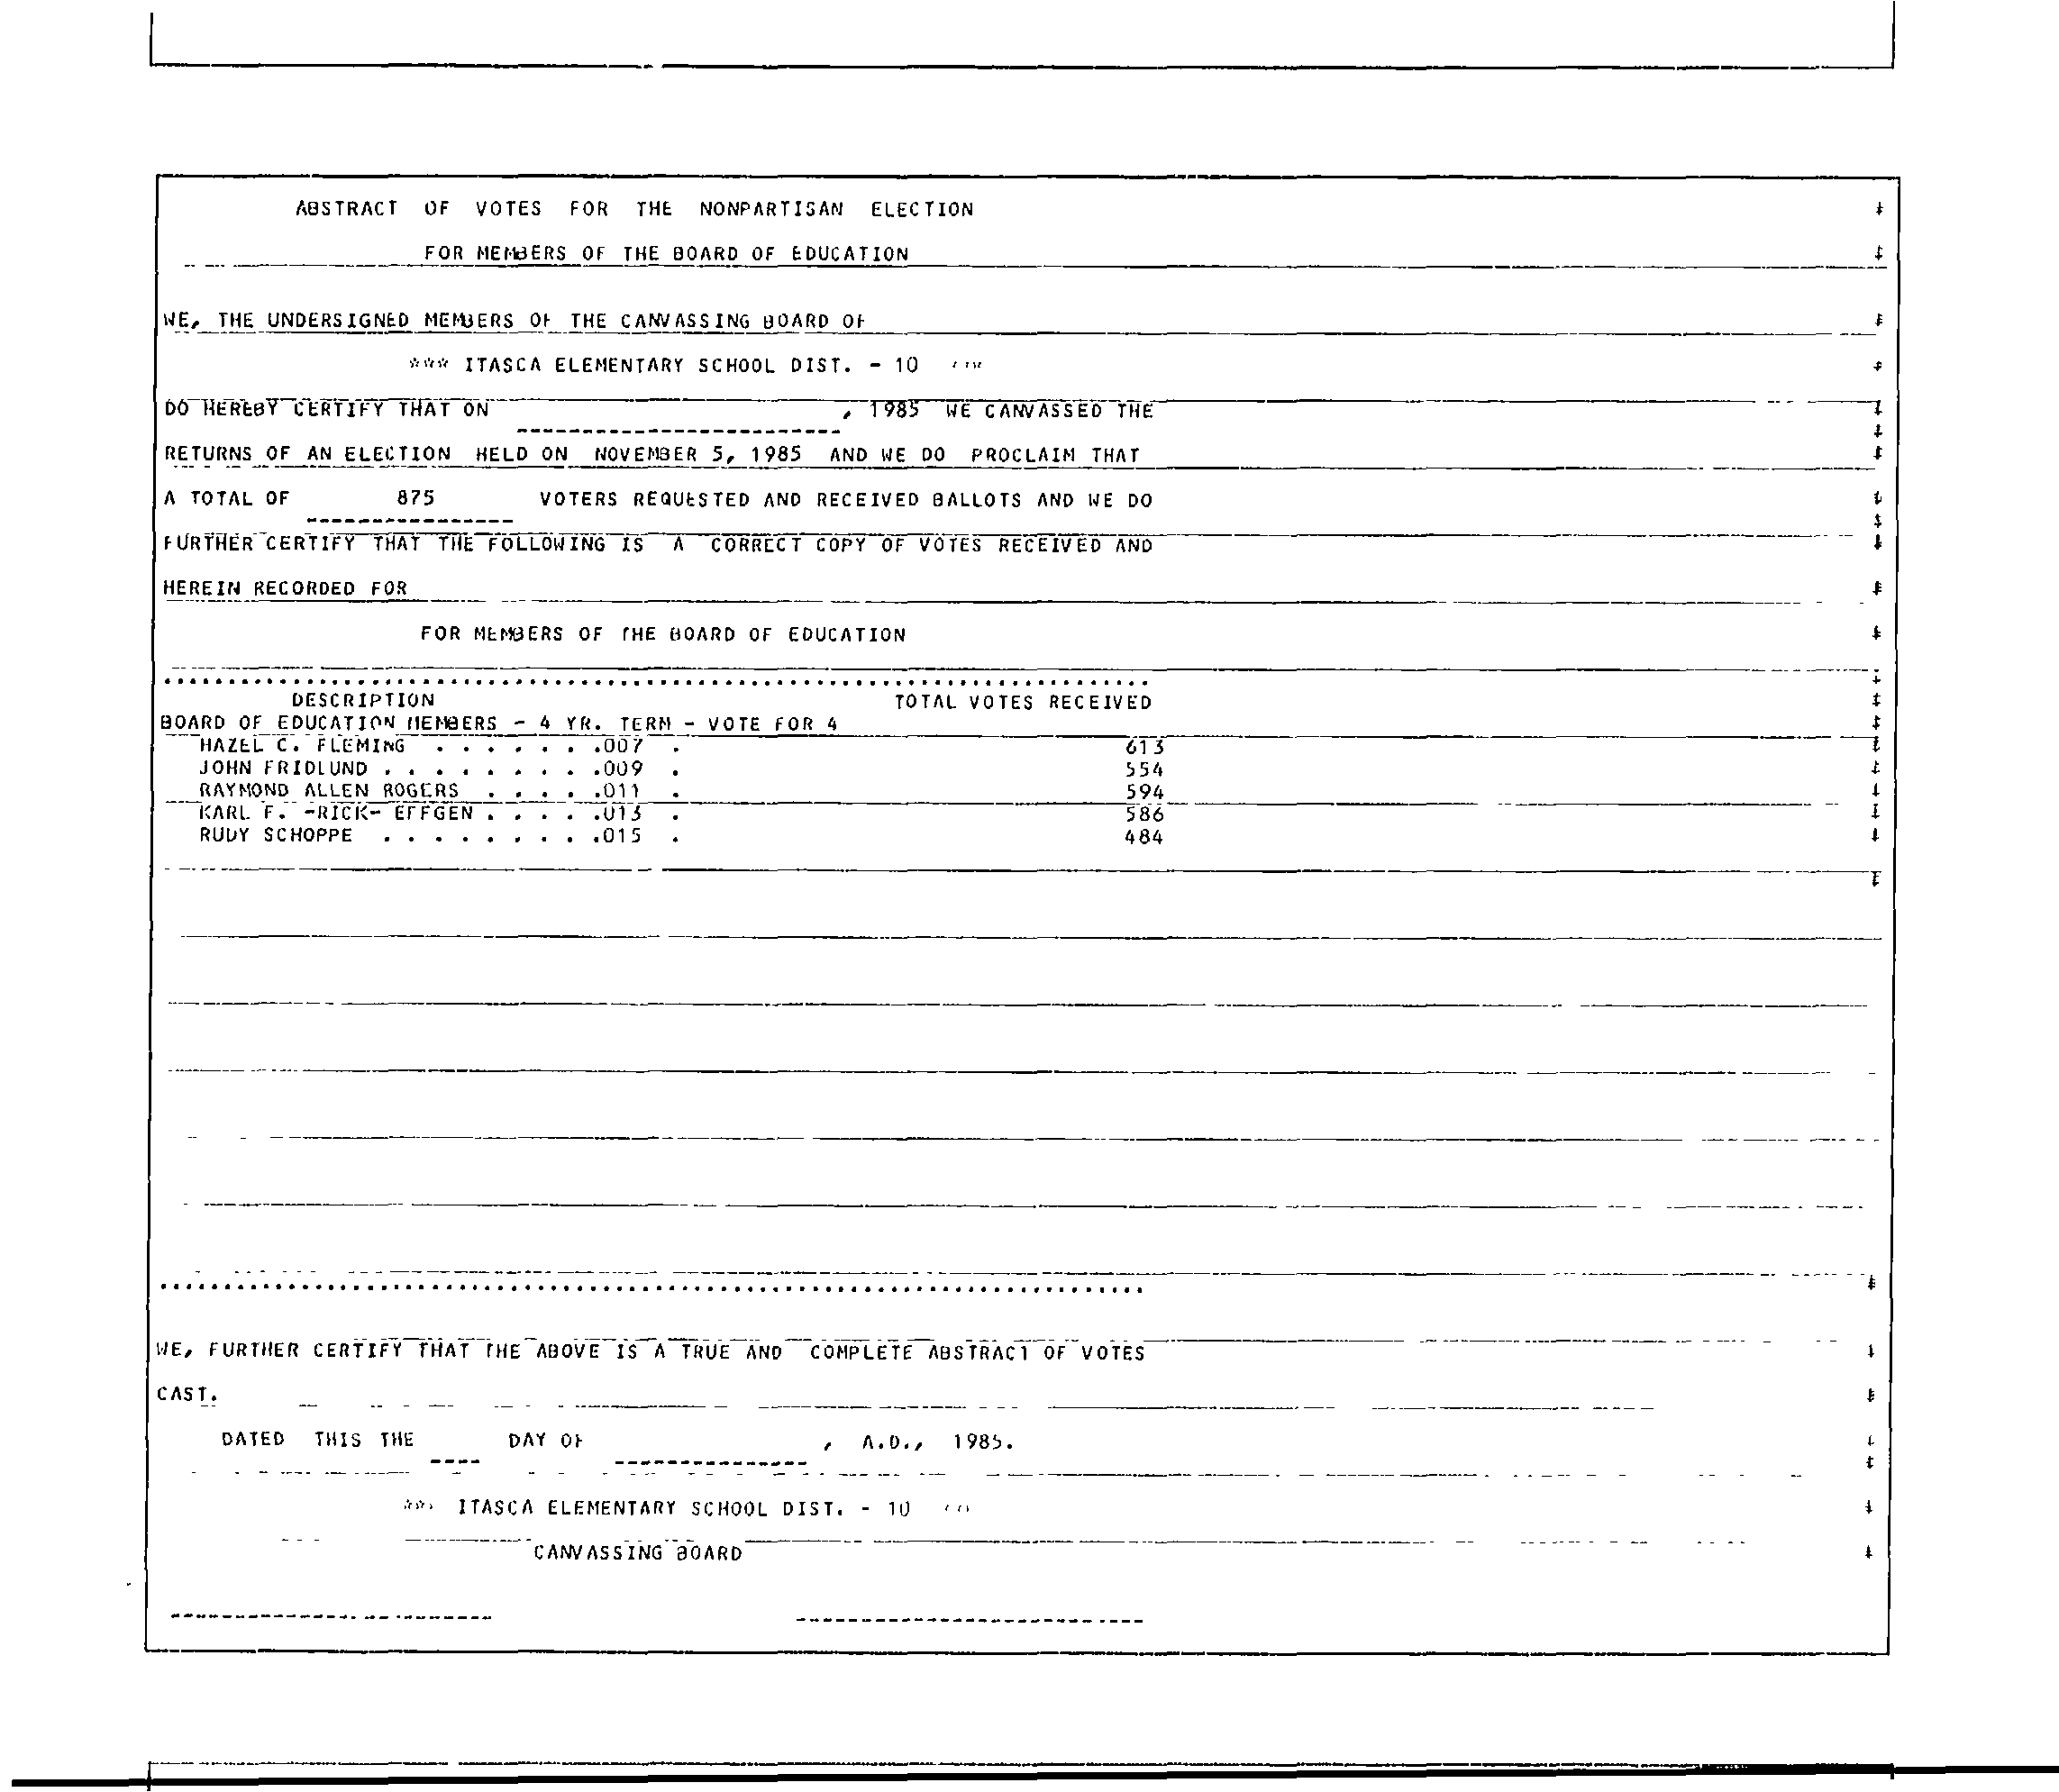 ABSTRACT OF VOTES FOR THE NONPARTISAN ELECTION
FOR MEMBERS OF THE BOARD OF EDUCATION
WE, THE UNDERSIGNED MEMBERS OF THE CANVASSING BOARD OF
*** ITASCA ELEMENTARY SCHOOL DIST. - 10 ***
DO HEREBY CERTIFY THAT ON , 1985 WE CANVASSED THE
RETURNS OF AN ELECTION HELD ON NOVEMBER 5, 1985 AND WE DO PROCLAIM THAT
A TOTAL OF 875 VOTERS REQUESTED AND RECEIVED BALLOTS AND WE DO
FURTHER CERTIFY THAT THE FOLLOWING IS A CORRECT COPY OF VOTES RECEIVED AND
HEREIN RECORDED FOR
FOR MEMBERS OF THE BOARD OF EDUCATION
DESCRIPTION TOTAL VOTES RECEIVED
BOARD OF EDUCATION MEMBERS - 4 YR. TERM - VOTE FOR 4
HAZEL C. FLEMING . . . . . . .007 . 613
JOHN FRIDLUND . . . . . . . . .009 . 554
RAYMOND ALLEN ROGERS . . . . .011 . 594
KARL F. -RICK- EFFGEN . . . . .013 . 586
RUDY SCHOPPE . . . . . . . . .015 . 484
WE, FURTHER CERTIFY THAT THE ABOVE IS A TRUE AND COMPLETE ABSTRACT OF VOTES
CAST.
DATED THIS THE DAY OF , A.D., 1985.
*** ITASCA ELEMENTARY SCHOOL DIST. - 10 ***
CANVASSING BOARD